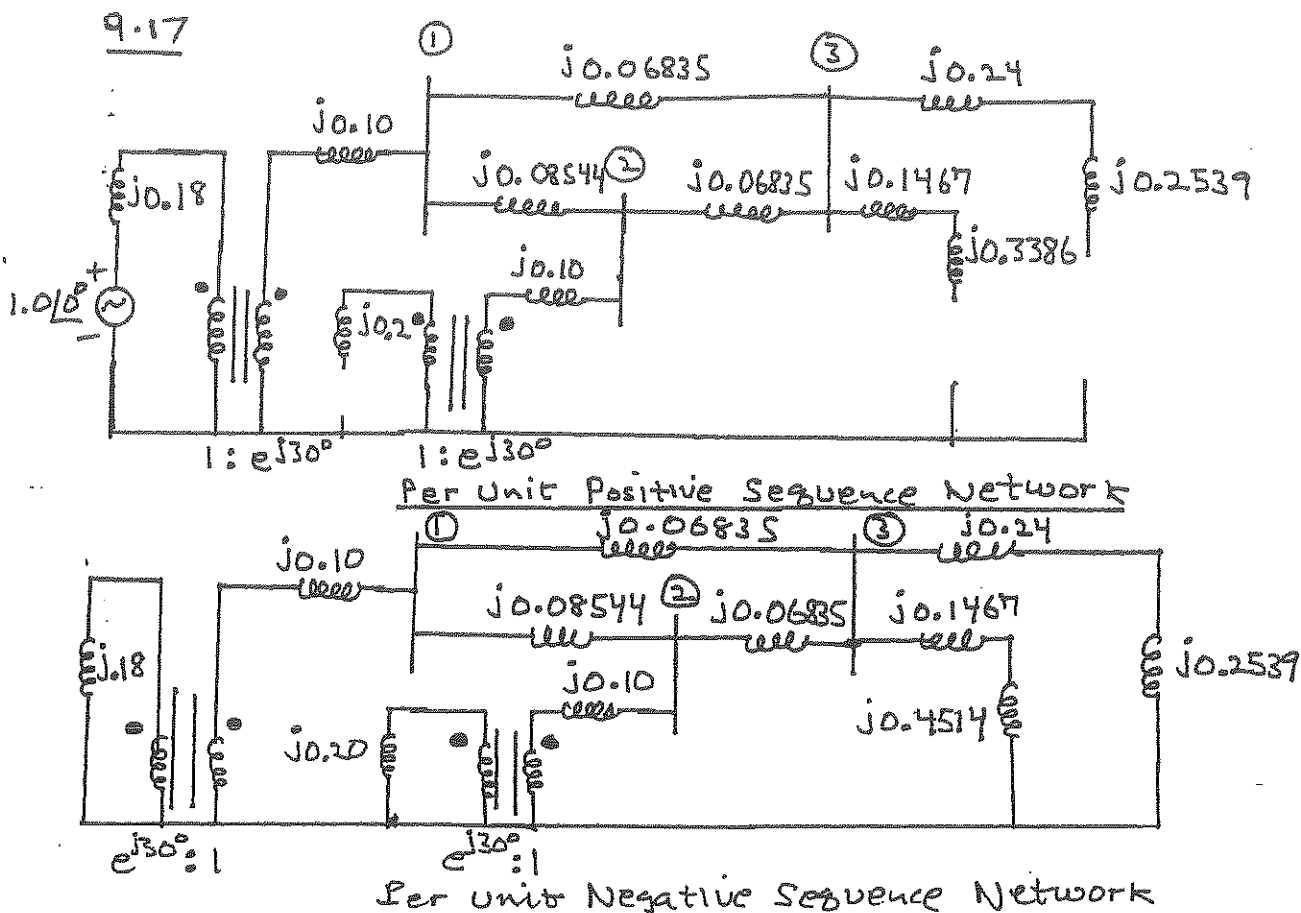 9.17
①
j0.06835
③
j0.24
j0.10
j0.08544
②
j0.06835
j0.1467
j0.2539
j0.18
j0.3386
j0.10
1.0/0°
+
−
j0.2
1 : e^j30°
1 : e^j30°
Per Unit Positive Sequence Network
①
j0.06835
③
j0.24
j0.10
j0.08544
②
j0.06835
j0.1467
j.18
j0.2539
j0.10
j0.4514
j0.20
e^j30° : 1
e^j30° : 1
Per Unit Negative Sequence Network